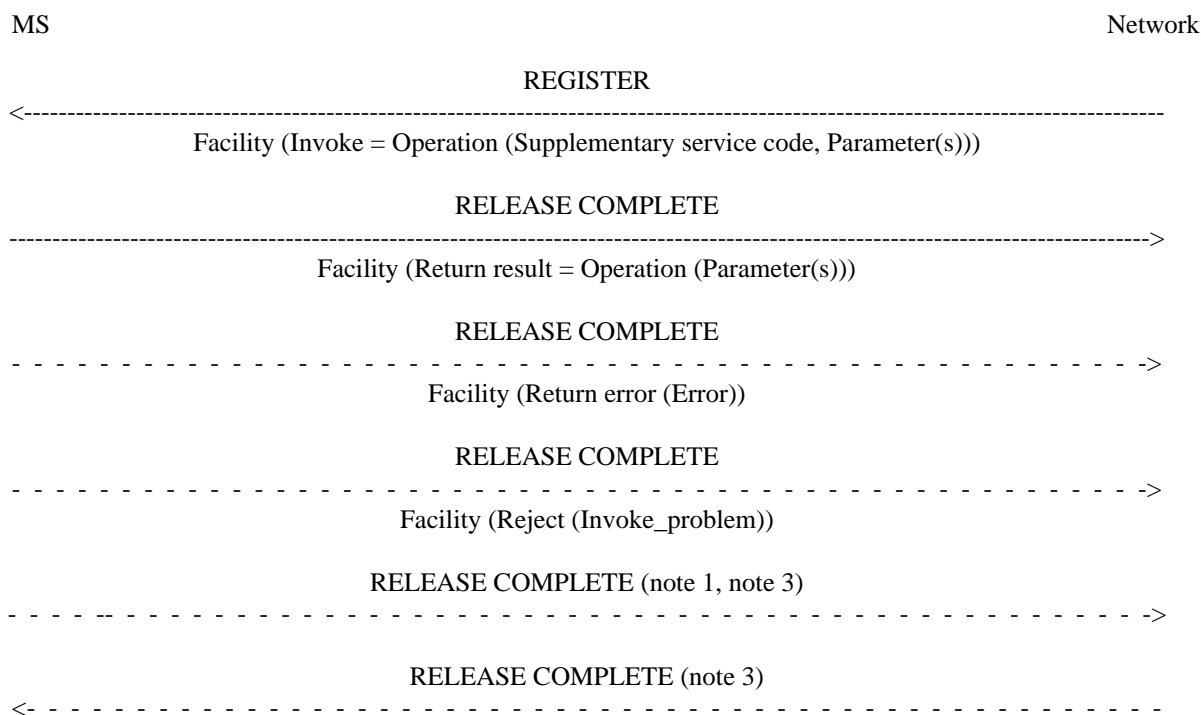 MS Network
REGISTER
<------------------------------------------------------------------------------------------------------------------------------------
Facility (Invoke = Operation (Supplementary service code, Parameter(s)))
RELEASE COMPLETE
------------------------------------------------------------------------------------------------------------------------------------>
Facility (Return result = Operation (Parameter(s)))
RELEASE COMPLETE
- - - - - - - - - - - - - - - - - - - - - - - - - - - - - - - - - - - - - - - - - - - - - - - - - - - ->
Facility (Return error (Error))
RELEASE COMPLETE
- - - - - - - - - - - - - - - - - - - - - - - - - - - - - - - - - - - - - - - - - - - - - - - - - - - ->
Facility (Reject (Invoke_problem))
RELEASE COMPLETE (note 1, note 3)
- - - - -- - - - - - - - - - - - - - - - - - - - - - - - - - - - - - - - - - - - - - - - - - - - - - - ->
RELEASE COMPLETE (note 3)
<- - - - - - - - - - - - - - - - - - - - - - - - - - - - - - - - - - - - - - - - - - - - - - - - - - - -